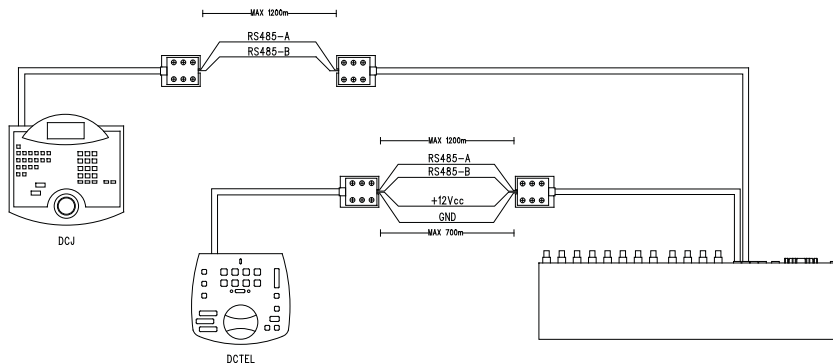 MAX 1200m
RS485-A
RS485-B
MAX 1200m
RS485-A
RS485-B
+12Vcc
GND
MAX 700m
DCJ
DCTEL